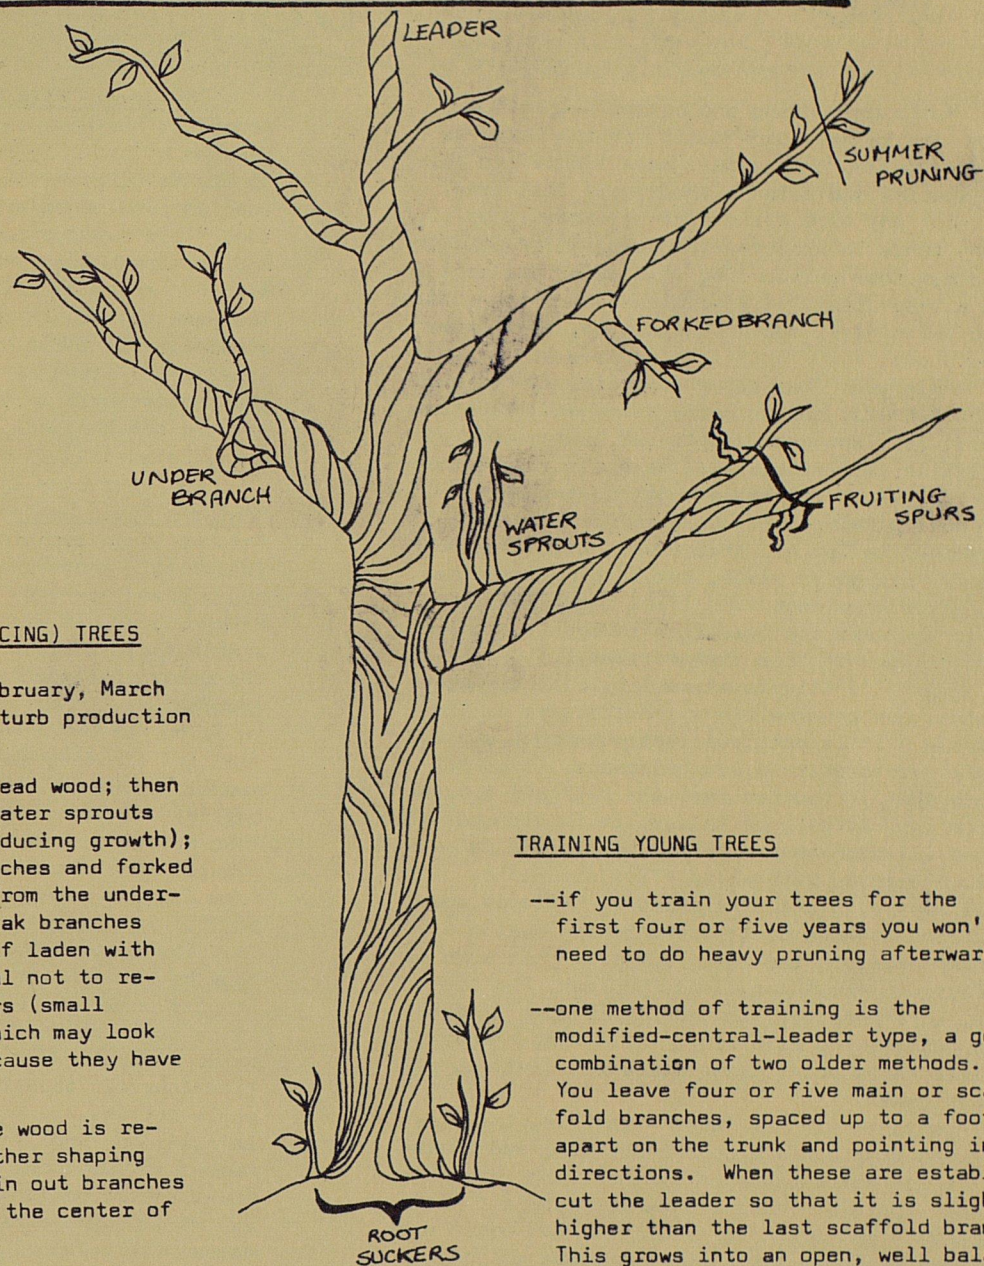 LEADER
SUMMER
PRUNING
FORKED BRANCH
UNDER
BRANCH
WATER
SPROUTS
FRUITING
SPURS
CING) TREES
bruary, March
turb production
ead wood; then
ater sprouts
ducing growth);
ches and forked
rom the under-
ak branches
f laden with
l not to re-
s (small
hich may look
cause they have
e wood is re-
ther shaping
in out branches
the center of
TRAINING YOUNG TREES
--if you train your trees for the
first four or five years you won'
need to do heavy pruning afterwar
--one method of training is the
modified-central-leader type, a g
combination of two older methods.
You leave four or five main or sca
fold branches, spaced up to a foo
apart on the trunk and pointing i
directions. When these are estab
cut the leader so that it is sligh
higher than the last scaffold bran
This grows into an open, well bala
ROOT
SUCKERS